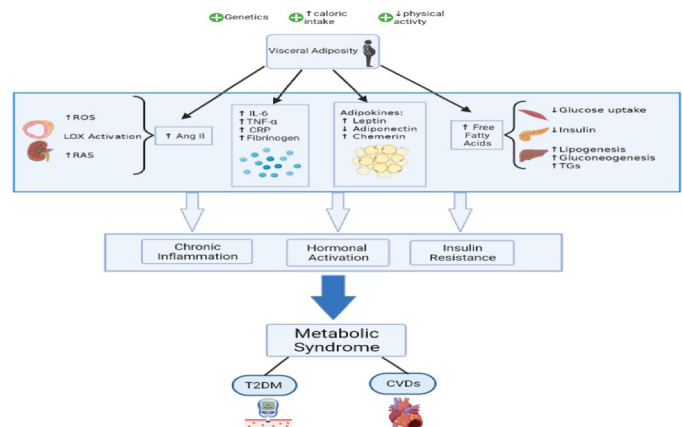 Genetics
↑ caloric
intake
↓ physical
activty
Visceral Adiposity
↑ROS
LOX Activation
↑RAS
↑ Ang II
↑ IL-6
↑TNF-α
↑ CRP
↑Fibrinogen
Adipokines:
↑ Leptin
↓ Adiponectin
↑ Chemerin
↑ Free
Fatty
Acids
↓Glucose uptake
↓Insulin
↑Lipogenesis
↑Gluconeogenesis
↑TGs
Chronic
Inflammation
Hormonal
Activation
Insulin
Resistance
Metabolic
Syndrome
T2DM
CVDs